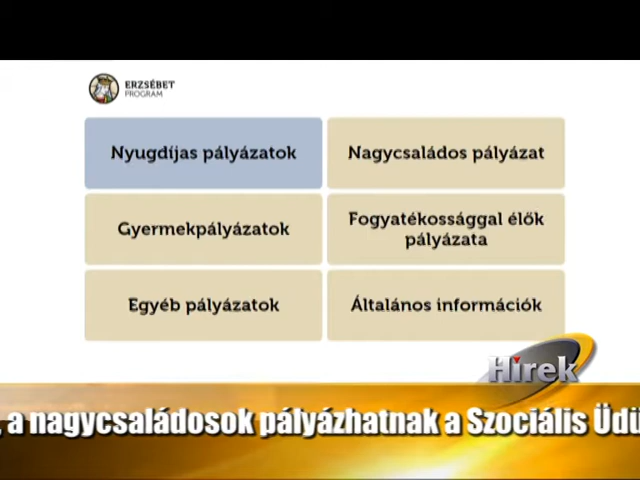 ERZSÉBET
PROGRAM
Nyugdíjas pályázatok
Nagycsaládos pályázat
Gyermekpályázatok
Fogyatékossággal élők
pályázata
Egyéb pályázatok
Általános információk
Hírek
, a nagycsaládosok pályázhatnak a Szociális Üdü